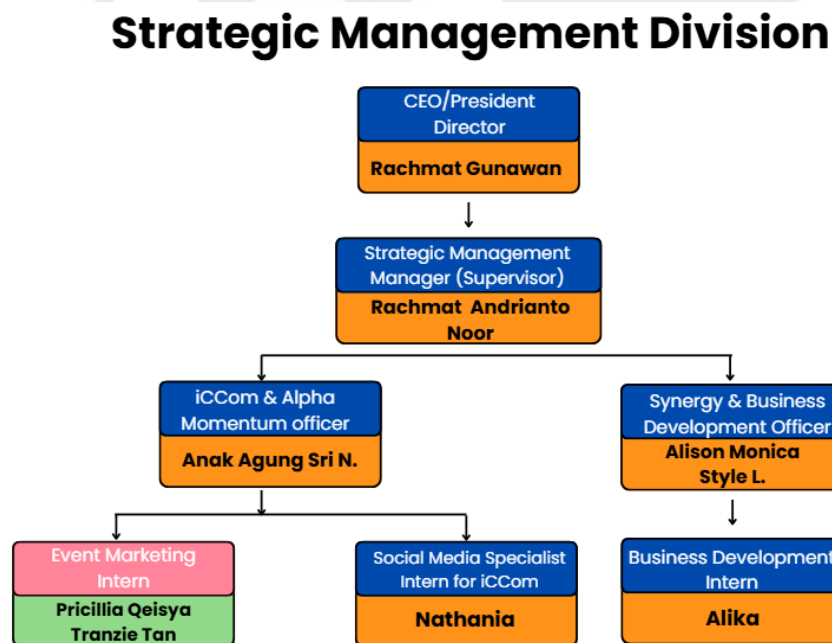 Strategic Management Division
CEO/President
Director
Rachmat Gunawan
Strategic Management
Manager (Supervisor)
Rachmat Andrianto
Noor
iCCom & Alpha
Momentum officer
Anak Agung Sri N.
Synergy & Business
Development Officer
Alison Monica
Style L.
Event Marketing
Intern
Pricillia Qeisya
Tranzie Tan
Social Media Specialist
Intern for iCCom
Nathania
Business Development
Intern
Alika